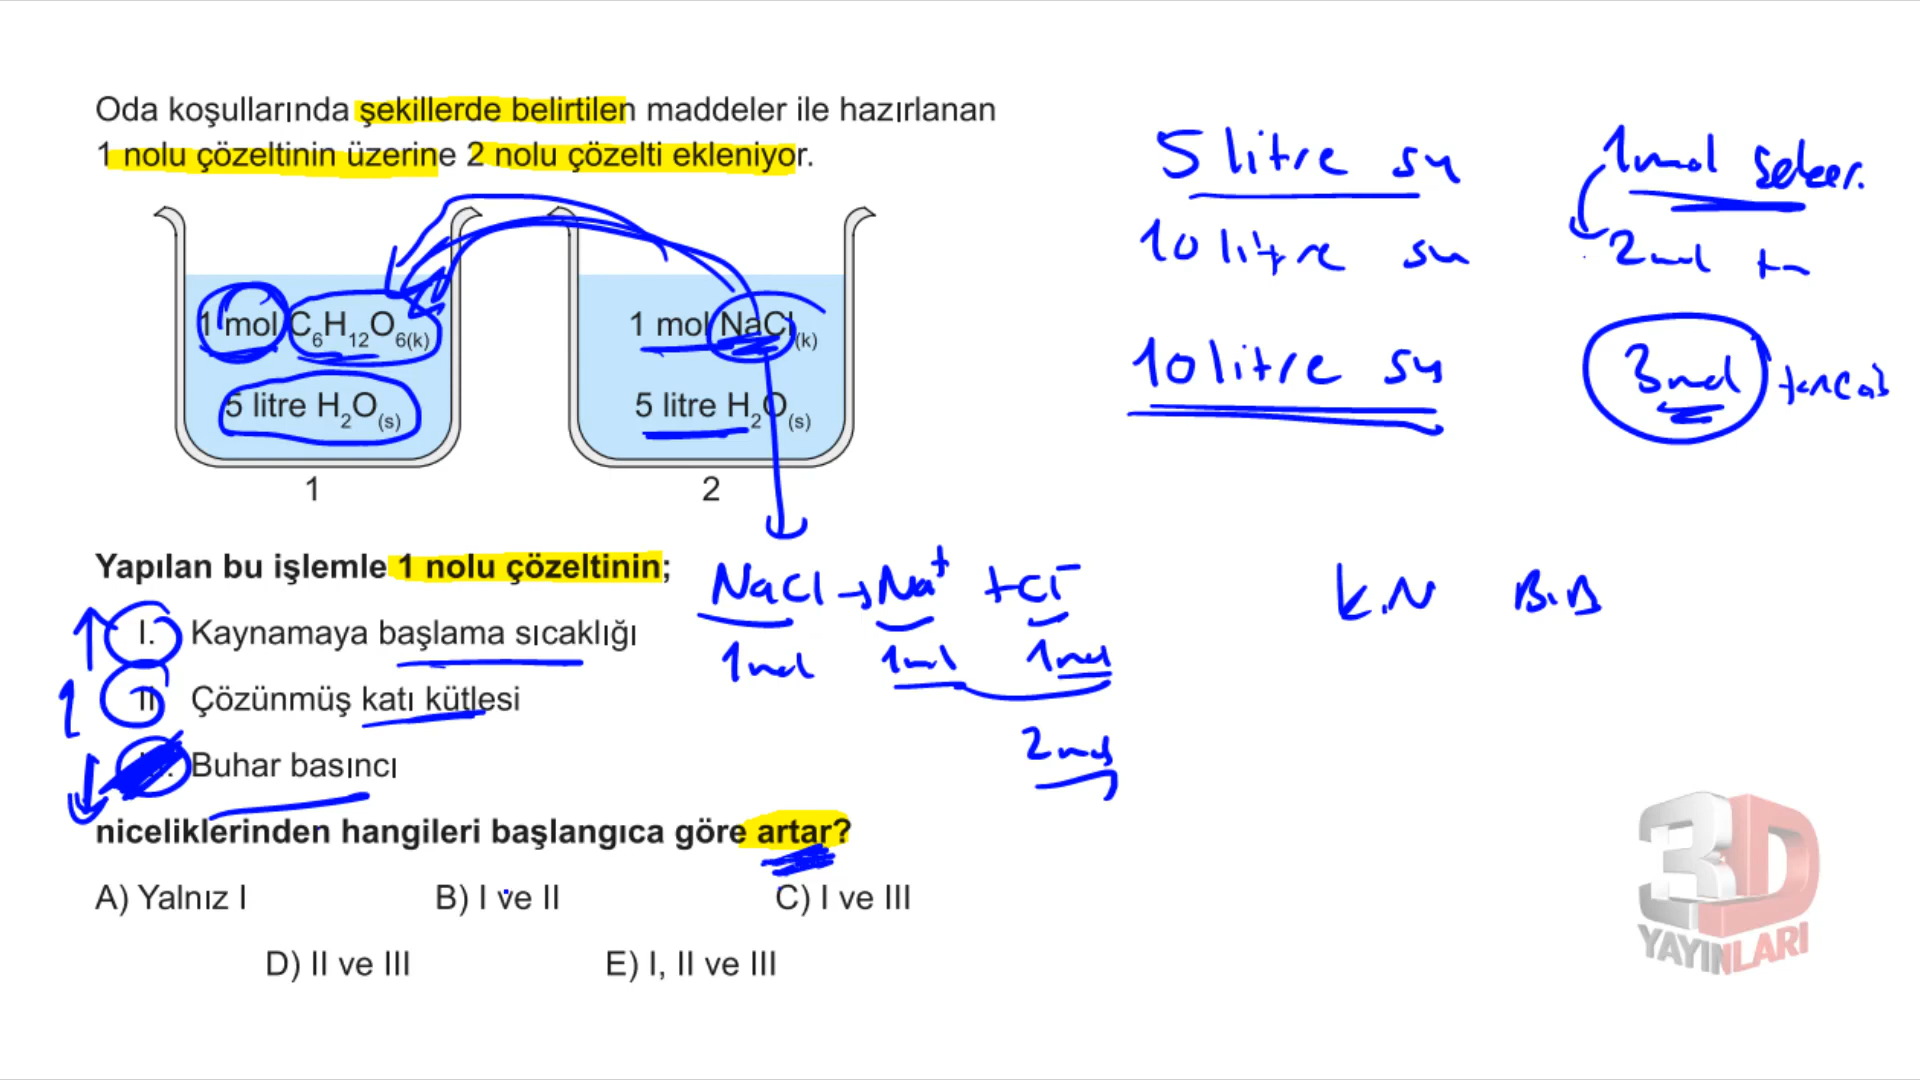 Oda koşullarında şekillerde belirtilen maddeler ile hazırlanan
1 nolu çözeltinin üzerine 2 nolu çözelti ekleniyor.
1 mol C6H12O6(k)
5 litre H2O(s)
1
1 mol NaCl(k)
5 litre H2O(s)
2
5 litre su 1 mol şeker.
10 litre su 2 mol
10 litre su 3 mol
Yapılan bu işlemle 1 nolu çözeltinin;
I. Kaynamaya başlama sıcaklığı
II Çözünmüş katı kütlesi
Buhar basıncı
NaCl → Na+ + Cl-
1 mol 1 mol 1 mol
2 mol
K.N B.B
niceliklerinden hangileri başlangıca göre artar?
A) Yalnız I B) I ve II C) I ve III
D) II ve III E) I, II ve III
3D
YAYINLARI